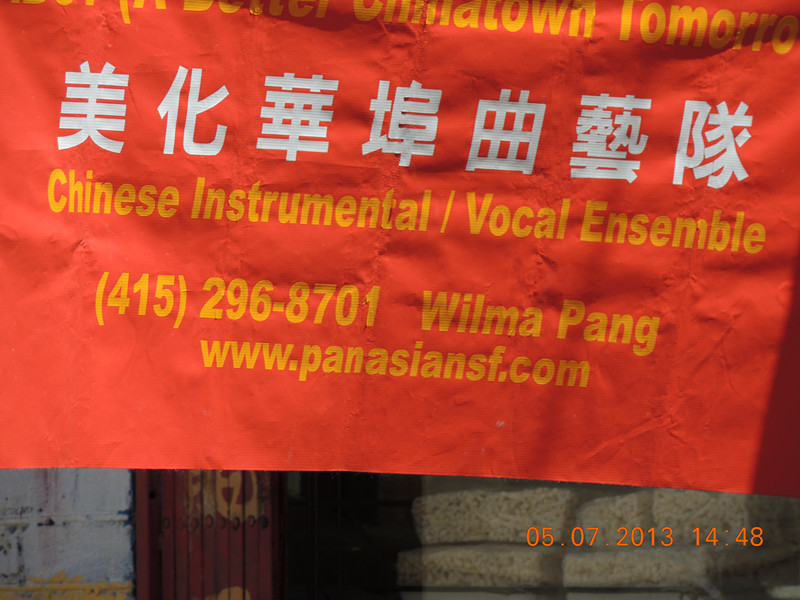 (A Better Chinatown Tomorro
美化華埠曲藝隊
Chinese Instrumental / Vocal Ensemble
(415) 296-8701 Wilma Pang
www.panasiansf.com
05.07.2013 14:48